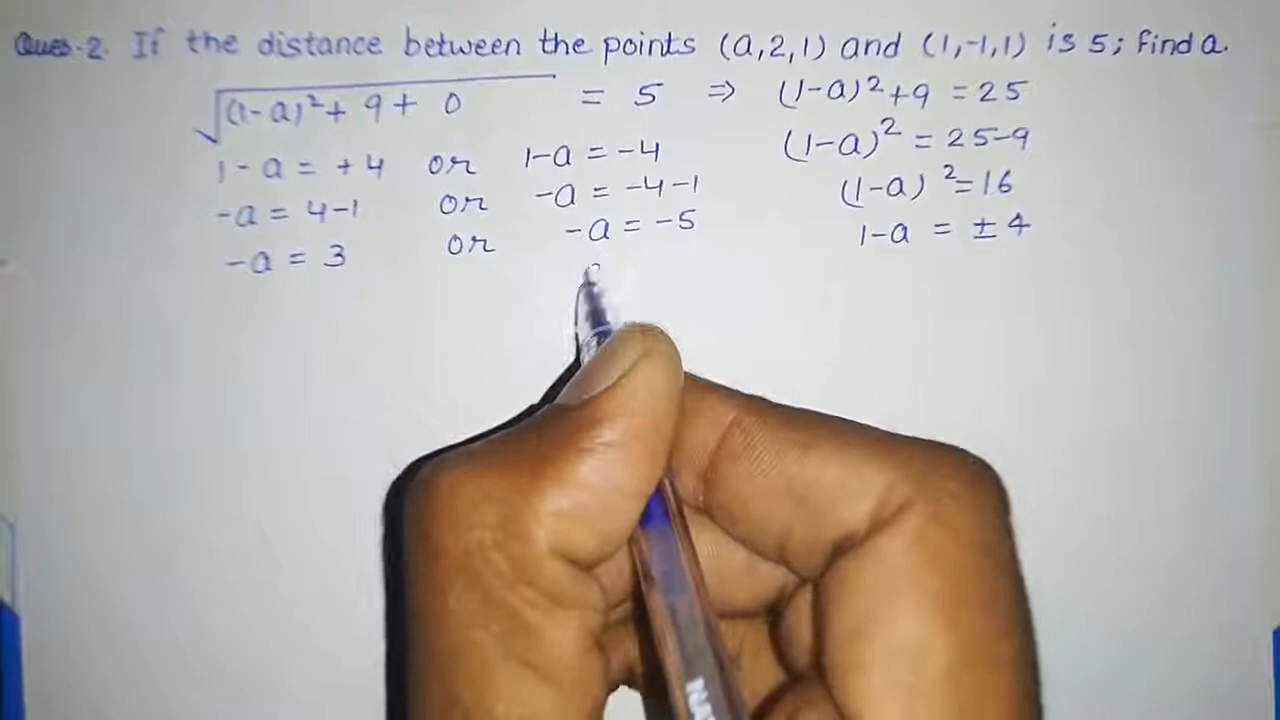 Ques.2. If the distance between the points (a,2,1) and (1,-1,1) is 5; find a.
√(1-a)²+ 9 + 0 = 5 ⇒ (1-a)²+9 = 25
1-a = +4 or 1-a = -4 (1-a)² = 25-9
-a = 4-1 or -a = -4-1 (1-a)²=16
-a = 3 or -a = -5 1-a = ±4